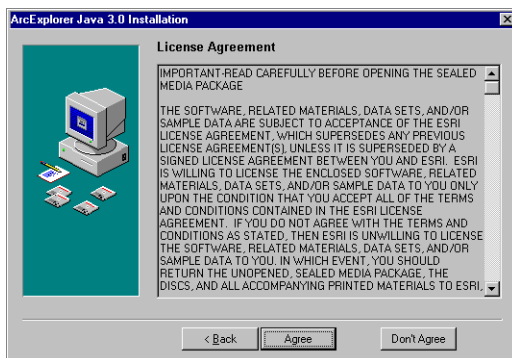 ArcExplorer Java 3.0 Installation
License Agreement
IMPORTANT-READ CAREFULLY BEFORE OPENING THE SEALED
MEDIA PACKAGE
THE SOFTWARE, RELATED MATERIALS, DATA SETS, AND/OR
SAMPLE DATA ARE SUBJECT TO ACCEPTANCE OF THE ESRI
LICENSE AGREEMENT, WHICH SUPERSEDES ANY PREVIOUS
LICENSE AGREEMENT(S), UNLESS IT IS SUPERSEDED BY A
SIGNED LICENSE AGREEMENT BETWEEN YOU AND ESRI.  ESRI
IS WILLING TO LICENSE THE ENCLOSED SOFTWARE, RELATED
MATERIALS, DATA SETS, AND/OR SAMPLE DATA TO YOU ONLY
UPON THE CONDITION THAT YOU ACCEPT ALL OF THE TERMS
AND CONDITIONS CONTAINED IN THE ESRI LICENSE
AGREEMENT.  IF YOU DO NOT AGREE WITH THE TERMS AND
CONDITIONS AS STATED, THEN ESRI IS UNWILLING TO LICENSE
THE SOFTWARE, RELATED MATERIALS, DATA SETS, AND/OR
SAMPLE DATA TO YOU. IN WHICH EVENT, YOU SHOULD
RETURN THE UNOPENED, SEALED MEDIA PACKAGE, THE
DISCS, AND ALL ACCOMPANYING PRINTED MATERIALS TO ESRI,
< Back
Agree
Don't Agree